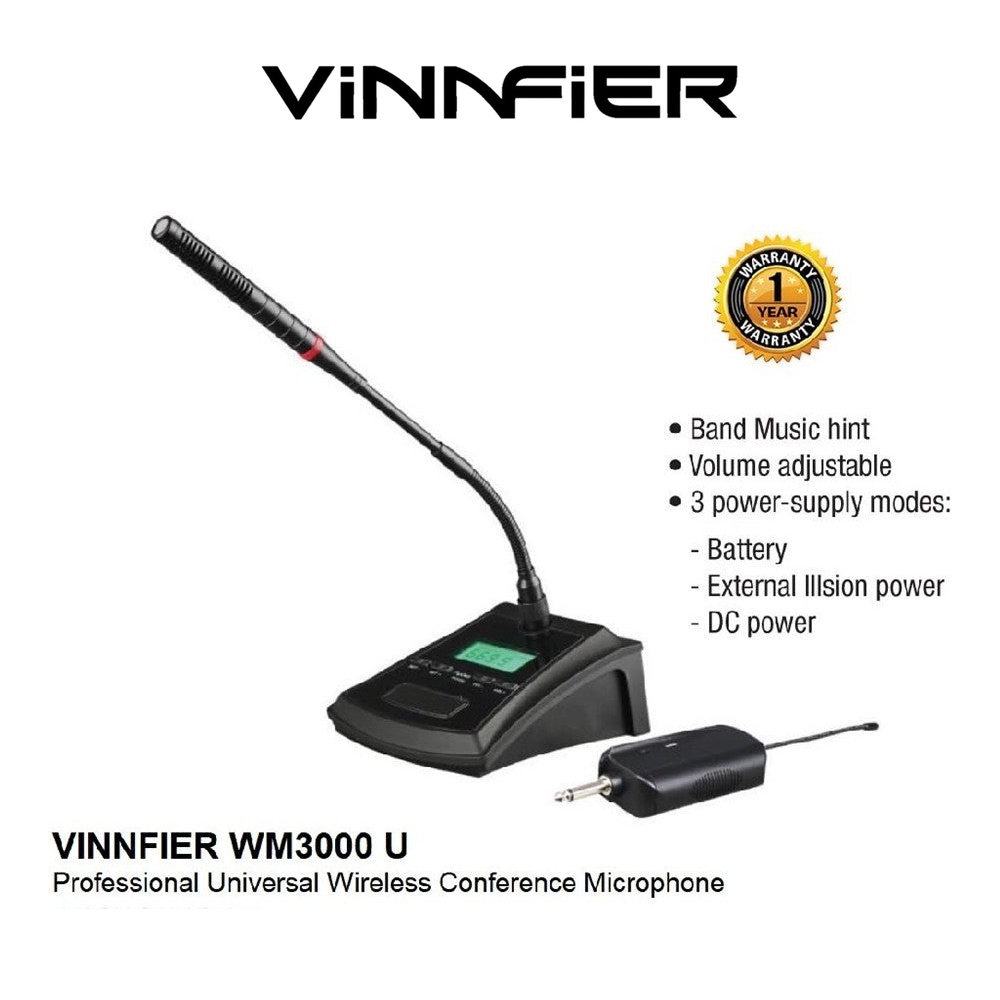 ViNNFiER
WARRANTY
1
YEAR
WARRANTY
• Band Music hint
• Volume adjustable
• 3 power-supply modes:
- Battery
- External Illsion power
- DC power
VINNFIER WM3000 U
Professional Universal Wireless Conference Microphone